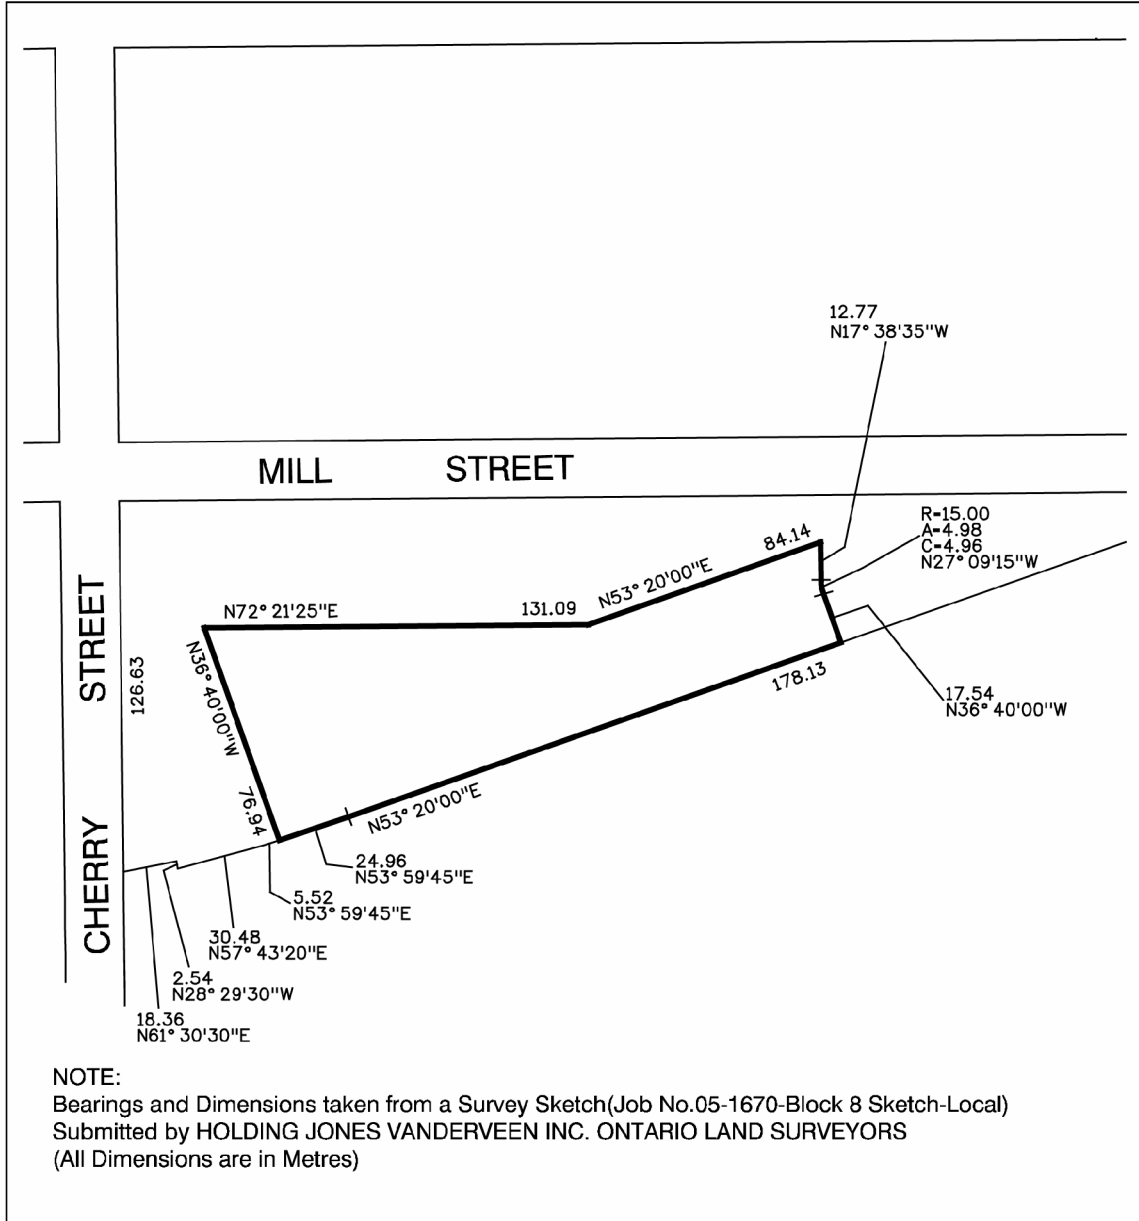 12.77
N17° 38'35"W
MILL STREET
R=15.00
A=4.98
C=4.96
N27° 09'15"W
84.14
N53° 20'00"E
N72° 21'25"E
131.09
CHERRY STREET
126.63
N36° 40'00"W
76.94
178.13
17.54
N36° 40'00"W
N53° 20'00"E
24.96
N53° 59'45"E
5.52
N53° 59'45"E
30.48
N57° 43'20"E
2.54
N28° 29'30"W
18.36
N61° 30'30"E
NOTE:
Bearings and Dimensions taken from a Survey Sketch(Job No.05-1670-Block 8 Sketch-Local)
Submitted by HOLDING JONES VANDERVEEN INC. ONTARIO LAND SURVEYORS
(All Dimensions are in Metres)